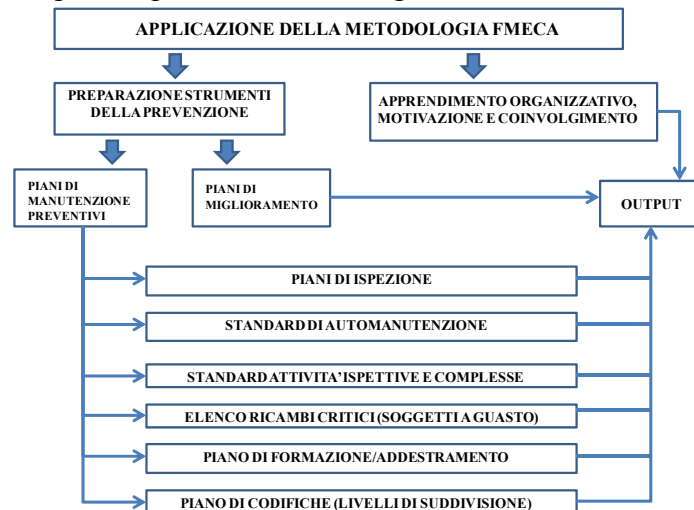 APPLICAZIONE DELLA METODOLOGIA FMECA
PREPARAZIONE STRUMENTI
DELLA PREVENZIONE
APPRENDIMENTO ORGANIZZATIVO,
MOTIVAZIONE E COINVOLGIMENTO
PIANI DI
MANUTENZIONE
PREVENTIVI
PIANI DI
MIGLIORAMENTO
OUTPUT
PIANI DI ISPEZIONE
STANDARD DI AUTOMANUTENZIONE
STANDARD ATTIVITA' ISPETTIVE E COMPLESSE
ELENCO RICAMBI CRITICI (SOGGETTI A GUASTO)
PIANO DI FORMAZIONE/ADDESTRAMENTO
PIANO DI CODIFICHE (LIVELLI DI SUDDIVISIONE)